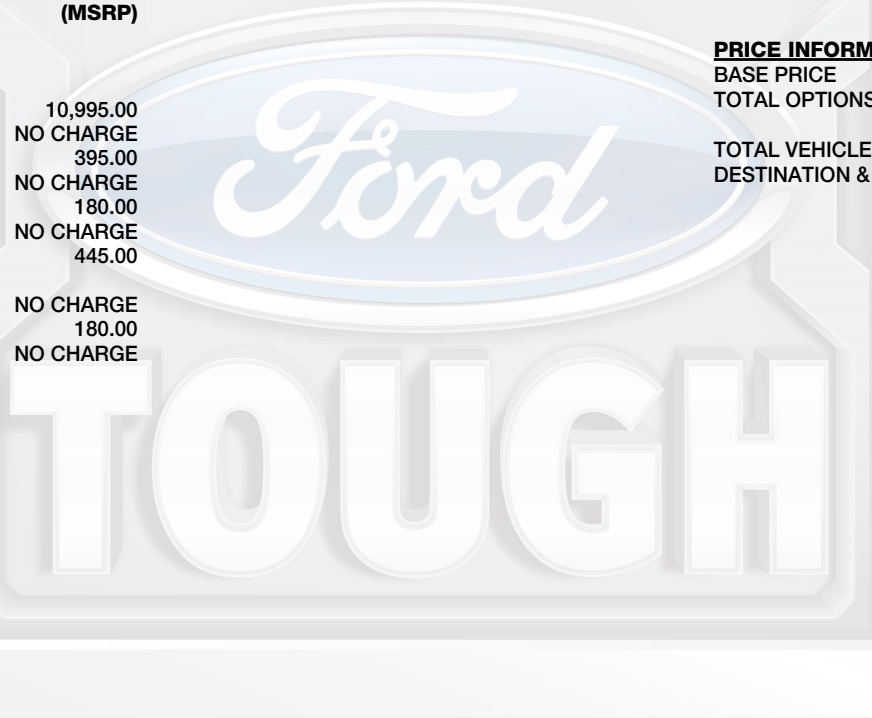 (MSRP)
10,995.00
NO CHARGE
395.00
NO CHARGE
180.00
NO CHARGE
445.00
NO CHARGE
180.00
NO CHARGE
PRICE INFORM
BASE PRICE
TOTAL OPTIONS
TOTAL VEHICLE
DESTINATION &
Ford
TOUGH